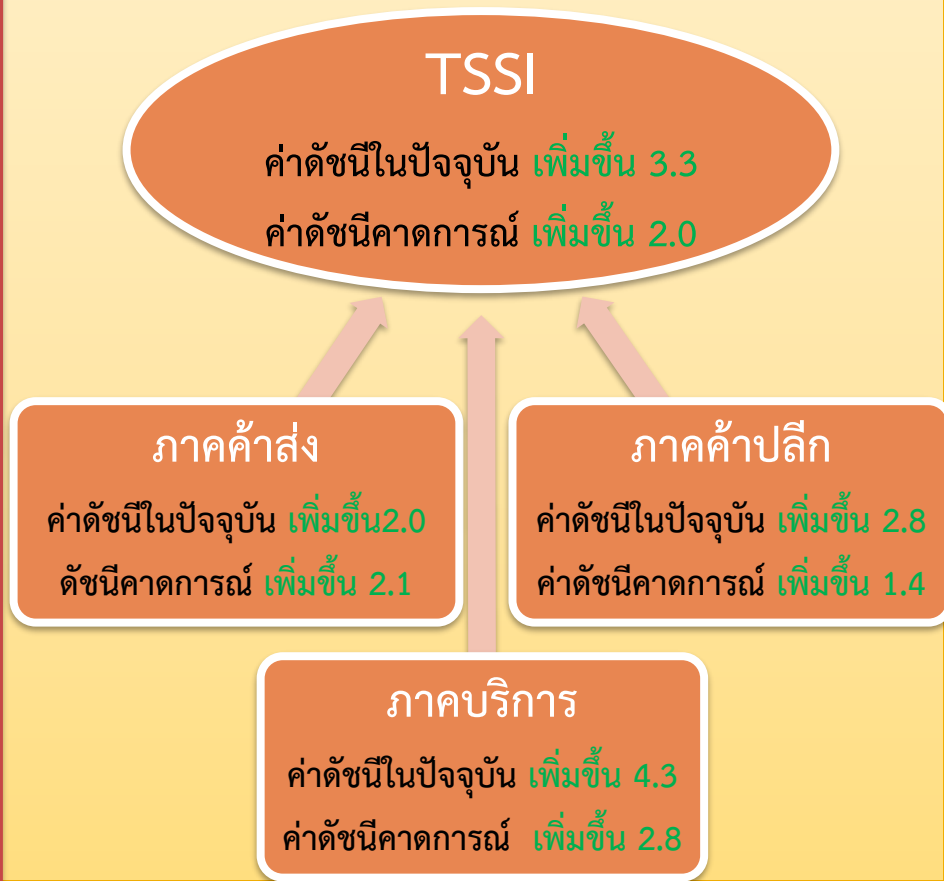 TSSI
ค่าดัชนีในปัจจุบัน เพิ่มขึ้น 3.3
ค่าดัชนีคาดการณ์ เพิ่มขึ้น 2.0
ภาคค้าส่ง
ค่าดัชนีในปัจจุบัน เพิ่มขึ้น2.0
ดัชนีคาดการณ์ เพิ่มขึ้น 2.1
ภาคค้าปลีก
ค่าดัชนีในปัจจุบัน เพิ่มขึ้น 2.8
ค่าดัชนีคาดการณ์ เพิ่มขึ้น 1.4
ภาคบริการ
ค่าดัชนีในปัจจุบัน เพิ่มขึ้น 4.3
ค่าดัชนีคาดการณ์ เพิ่มขึ้น 2.8